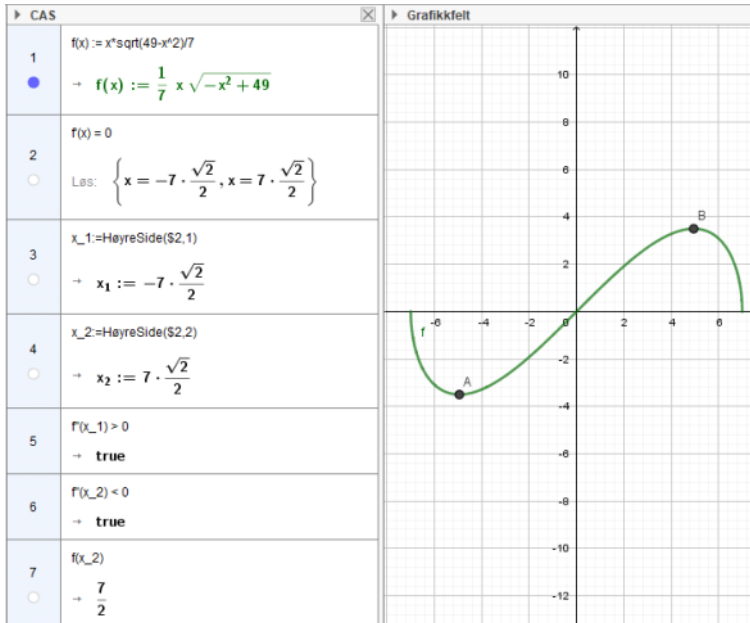 CAS
Grafikkfelt
1
f(x) := x*sqrt(49-x^2)/7
→ f(x) := 1/7 x √(-x² + 49)
2
f'(x) = 0
Løs: {x = -7 · √2/2, x = 7 · √2/2}
3
x_1:=HøyreSide($2,1)
→ x₁ := -7 · √2/2
4
x_2:=HøyreSide($2,2)
→ x₂ := 7 · √2/2
5
f''(x_1) > 0
→ true
6
f''(x_2) < 0
→ true
7
f(x_2)
→ 7/2
10
8
6
4
2
0
-2
-4
-6
-8
-10
-12
-6 -4 -2 2 4 6
f
A
B